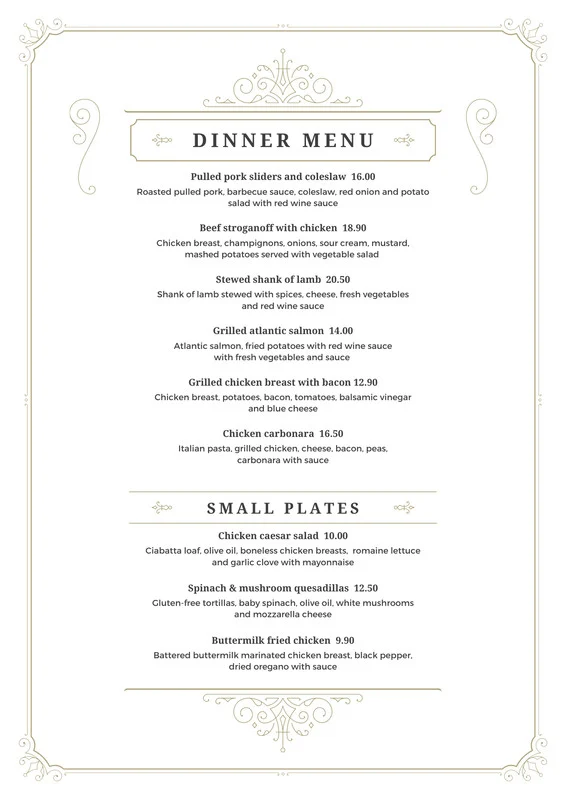 DINNER MENU
Pulled pork sliders and coleslaw 16.00
Roasted pulled pork, barbecue sauce, coleslaw, red onion and potato
salad with red wine sauce
Beef stroganoff with chicken 18.90
Chicken breast, champignons, onions, sour cream, mustard,
mashed potatoes served with vegetable salad
Stewed shank of lamb 20.50
Shank of lamb stewed with spices, cheese, fresh vegetables
and red wine sauce
Grilled atlantic salmon 14.00
Atlantic salmon, fried potatoes with red wine sauce
with fresh vegetables and sauce
Grilled chicken breast with bacon 12.90
Chicken breast, potatoes, bacon, tomatoes, balsamic vinegar
and blue cheese
Chicken carbonara 16.50
Italian pasta, grilled chicken, cheese, bacon, peas,
carbonara with sauce
SMALL PLATES
Chicken caesar salad 10.00
Ciabatta loaf, olive oil, boneless chicken breasts, romaine lettuce
and garlic clove with mayonnaise
Spinach & mushroom quesadillas 12.50
Gluten-free tortillas, baby spinach, olive oil, white mushrooms
and mozzarella cheese
Buttermilk fried chicken 9.90
Battered buttermilk marinated chicken breast, black pepper,
dried oregano with sauce